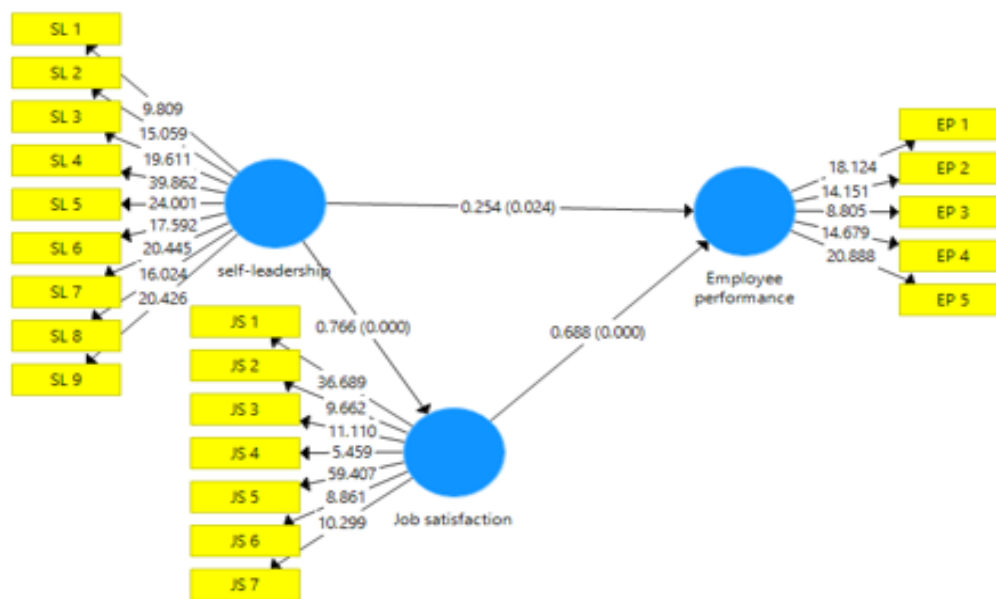 SL 1
SL 2
SL 3
SL 4
SL 5
SL 6
SL 7
SL 8
SL 9
9.809
15.059
19.611
39.862
24.001
17.592
20.445
16.024
20.426
self-leadership
0.254 (0.024)
0.766 (0.000)
0.688 (0.000)
EP 1
EP 2
EP 3
EP 4
EP 5
18.124
14.151
8.805
14.679
20.888
Employee
performance
JS 1
JS 2
JS 3
JS 4
JS 5
JS 6
JS 7
36.689
9.662
11.110
5.459
59.407
8.861
10.299
Job satisfaction